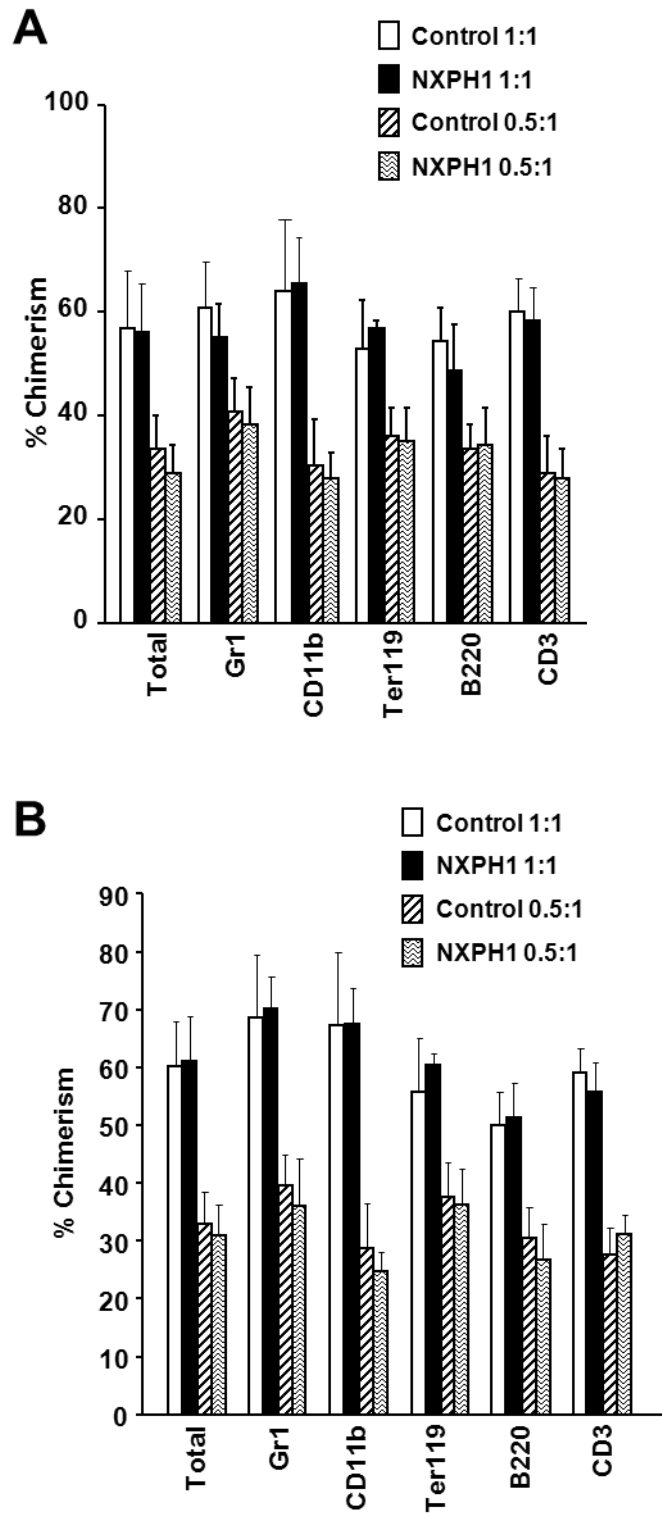 A
Control 1:1
NXPH1 1:1
Control 0.5:1
NXPH1 0.5:1
100
80
60
40
20
0
% Chimerism
Total
Gr1
CD11b
Ter119
B220
CD3
B
Control 1:1
NXPH1 1:1
Control 0.5:1
NXPH1 0.5:1
90
80
70
60
50
40
30
20
10
0
% Chimerism
Total
Gr1
CD11b
Ter119
B220
CD3